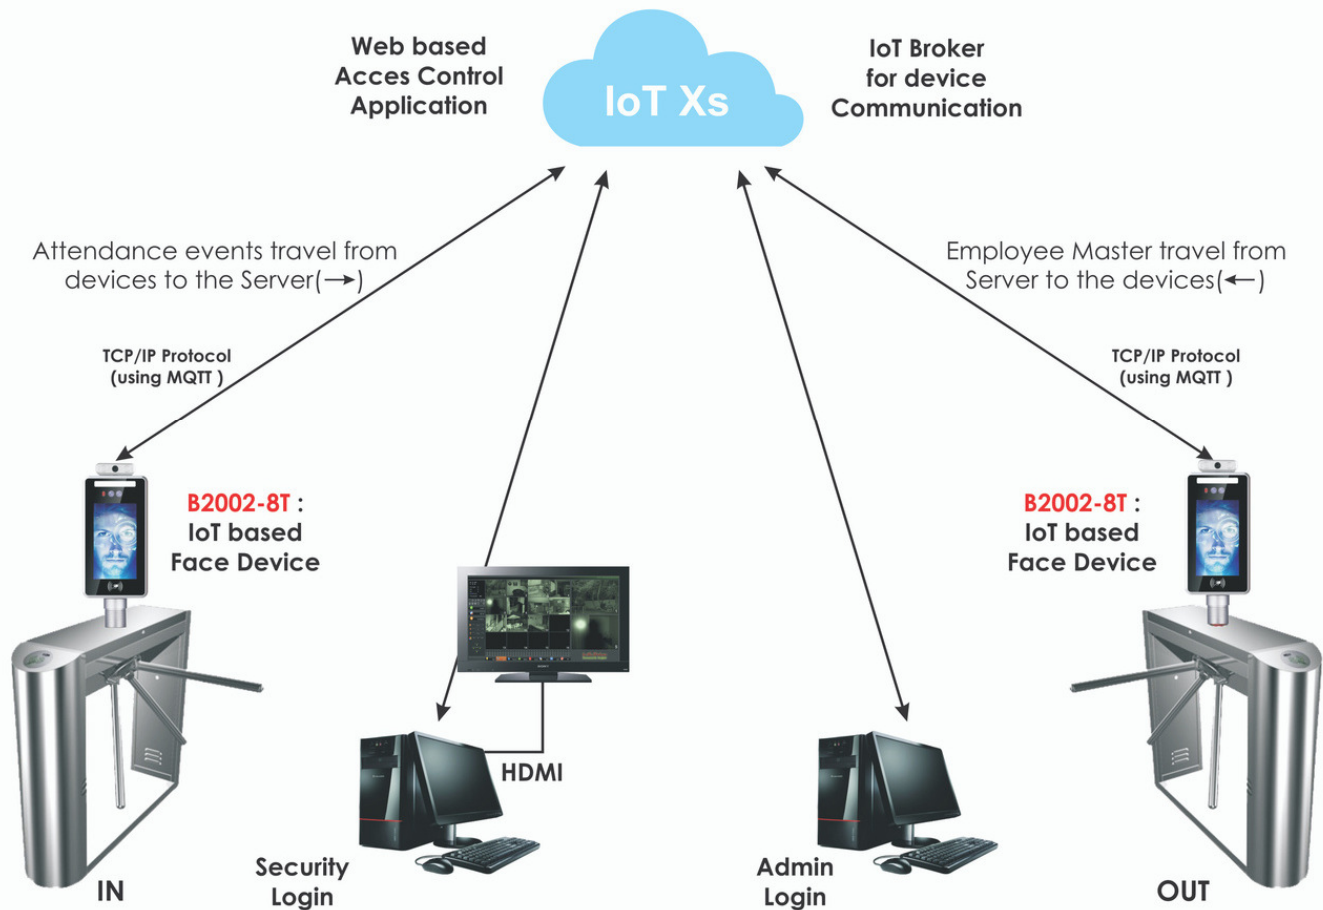 Web based
Acces Control
Application
IoT Xs
IoT Broker
for device
Communication
Attendance events travel from
devices to the Server(→)
Employee Master travel from
Server to the devices(←)
TCP/IP Protocol
(using MQTT )
TCP/IP Protocol
(using MQTT )
B2002-8T :
IoT based
Face Device
B2002-8T :
IoT based
Face Device
HDMI
Security
Login
Admin
Login
IN
OUT